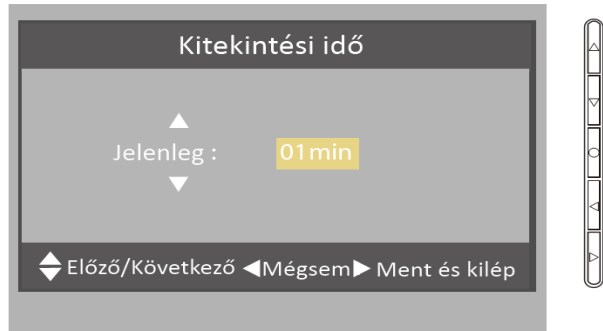 Kitekintési idő
Jelenleg : 01min
Előző/Következő Mégsem Ment és kilép